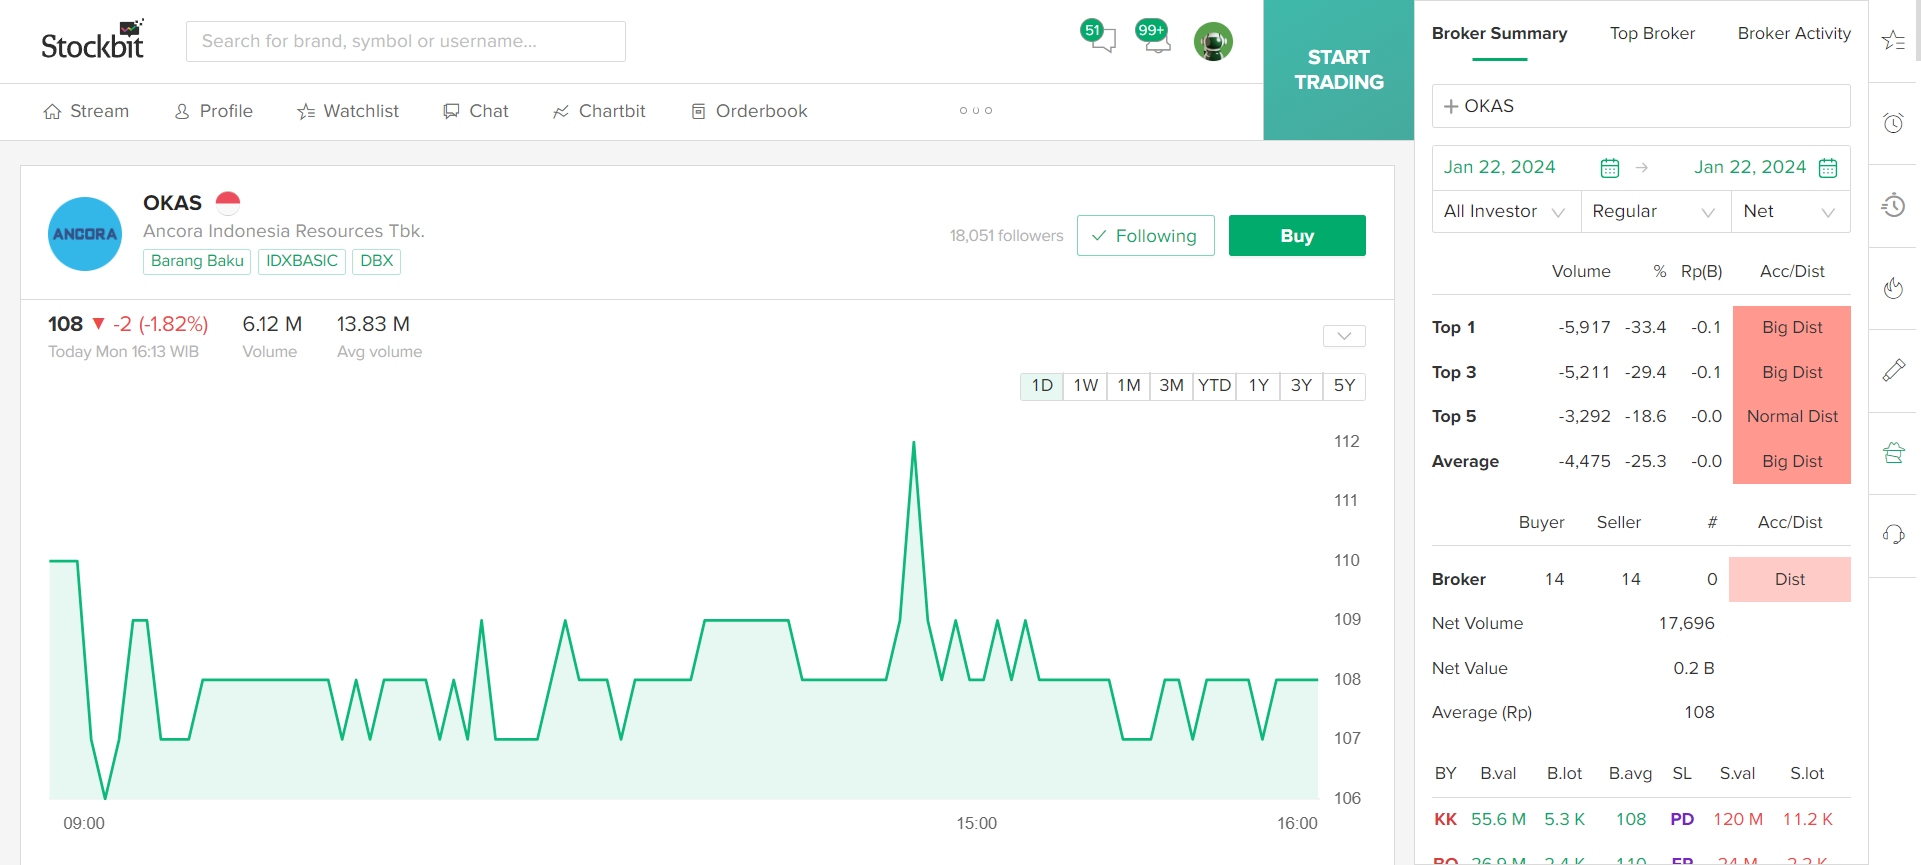 Stockbit
Search for brand, symbol or username...
51
99+
START
TRADING
Stream
Profile
Watchlist
Chat
Chartbit
Orderbook
ANCORA
OKAS
Ancora Indonesia Resources Tbk.
Barang Baku IDXBASIC DBX
18,051 followers
Following
Buy
108 ▼ -2 (-1.82%)
Today Mon 16:13 WIB
6.12 M
Volume
13.83 M
Avg volume
1D 1W 1M 3M YTD 1Y 3Y 5Y
112
111
110
109
108
107
106
09:00 15:00 16:00
Broker Summary Top Broker Broker Activity
+ OKAS
Jan 22, 2024 → Jan 22, 2024
All Investor Regular Net
Volume % Rp(B) Acc/Dist
Top 1 -5,917 -33.4 -0.1 Big Dist
Top 3 -5,211 -29.4 -0.1 Big Dist
Top 5 -3,292 -18.6 -0.0 Normal Dist
Average -4,475 -25.3 -0.0 Big Dist
Buyer Seller # Acc/Dist
Broker 14 14 0 Dist
Net Volume 17,696
Net Value 0.2 B
Average (Rp) 108
BY B.val B.lot B.avg SL S.val S.lot
KK 55.6 M 5.3 K 108 PD 120 M 11.2 K